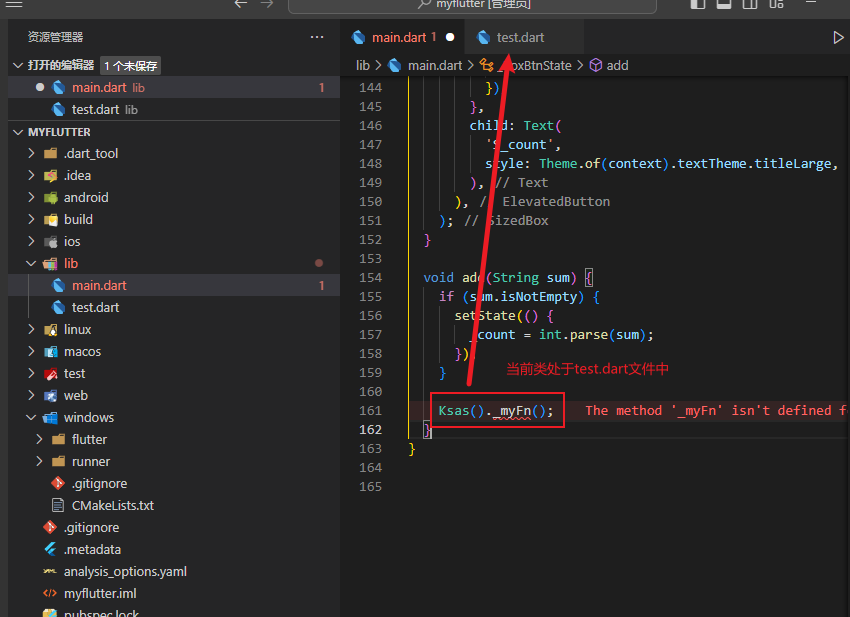 myflutter [管理员]
资源管理器
打开的编辑器 1 个未保存
main.dart lib 1
test.dart lib
MYFLUTTER
.dart_tool
.idea
android
build
ios
lib
main.dart 1
test.dart
linux
macos
test
web
windows
flutter
runner
.gitignore
CMakeLists.txt
.gitignore
.metadata
analysis_options.yaml
myflutter.iml
pubspec.lock
main.dart 1 test.dart
lib > main.dart > oxBtnState > add
144 })
145 },
146 child: Text(
147 '$_count',
148 style: Theme.of(context).textTheme.titleLarge,
149 ), // Text
150 ), // ElevatedButton
151 ); // SizedBox
152 }
153
154 void add(String sum) {
155 if (sum.isNotEmpty) {
156 setState(() {
157 _count = int.parse(sum);
158 })
159 }
当前类处于test.dart文件中
160
161 Ksas()._myFn(); The method '_myFn' isn't defined f
162 }
163 }
164
165